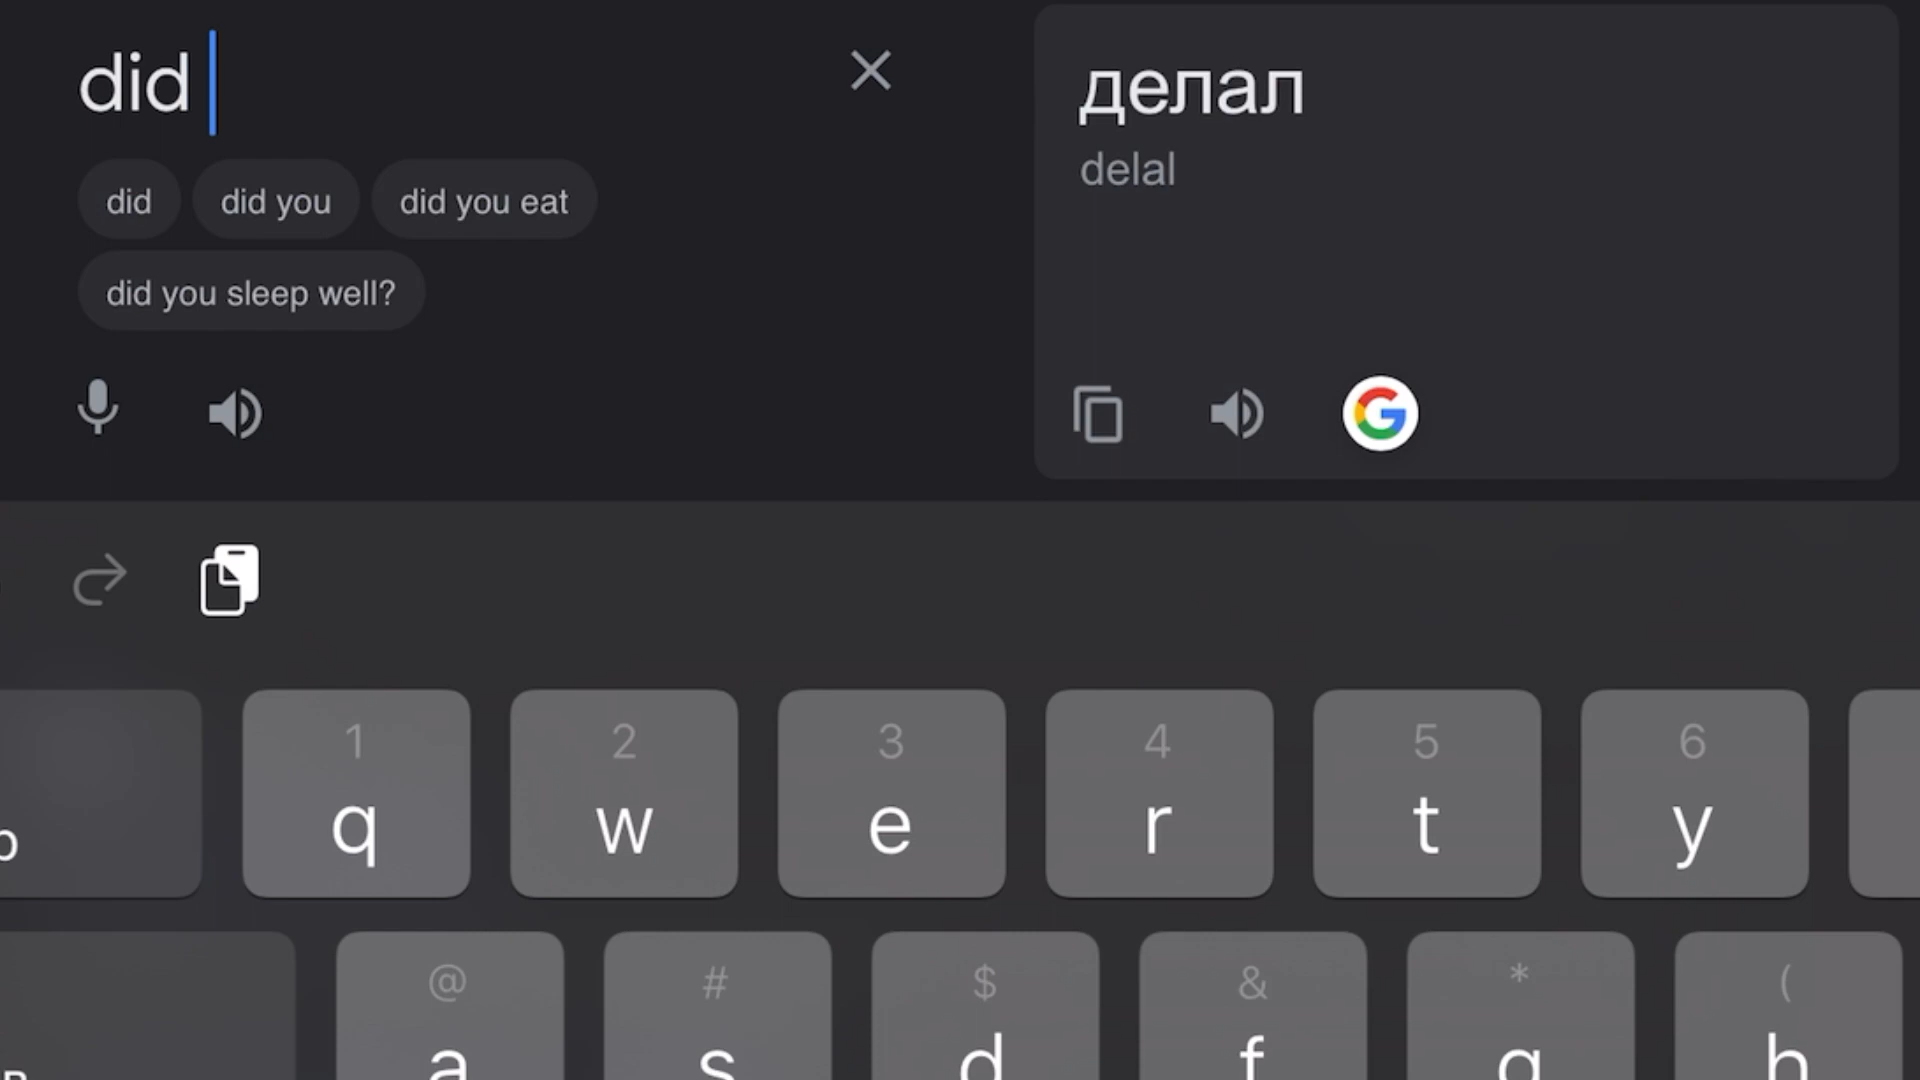 did
делал
delal
did did you did you eat
did you sleep well?
1 2 3 4 5 6
q w e r t y
@ # $ & * (
a s d f g h